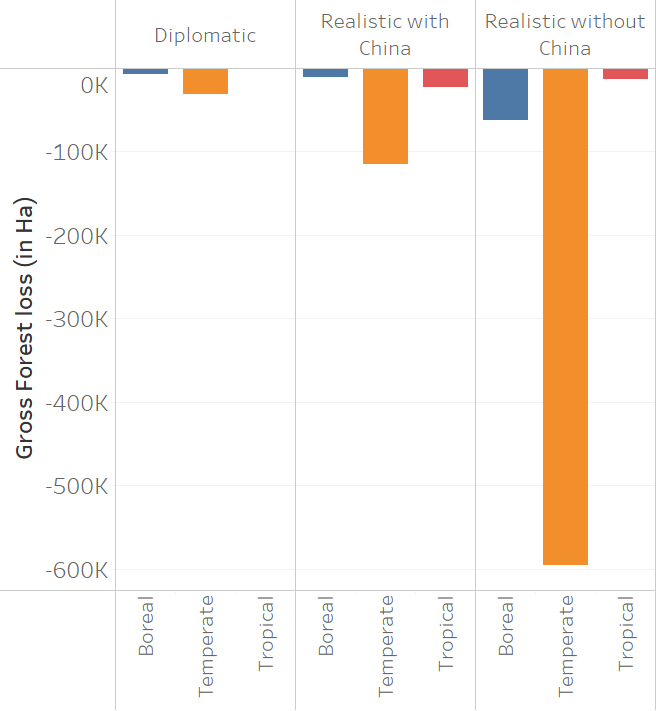 Diplomatic
Realistic with
China
Realistic without
China
Gross Forest loss (in Ha)
0K
-100K
-200K
-300K
-400K
-500K
-600K
Boreal
Temperate
Tropical
Boreal
Temperate
Tropical
Boreal
Temperate
Tropical